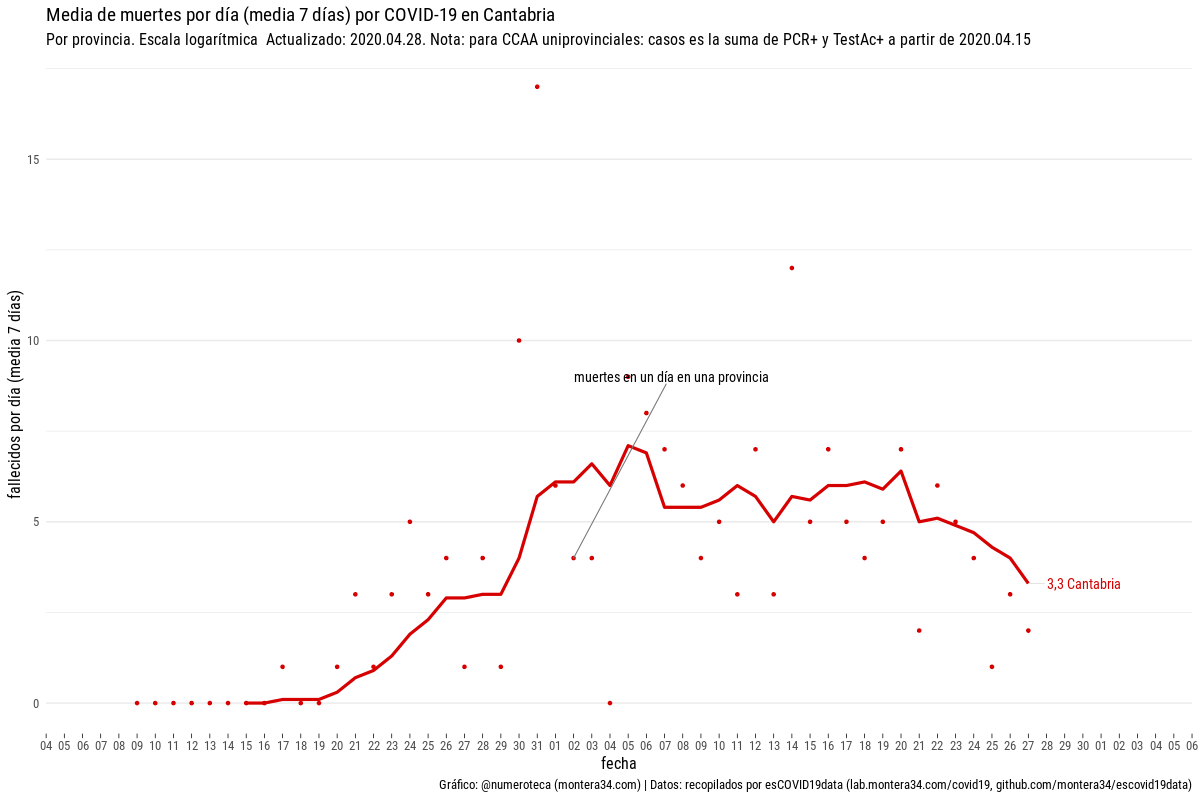 Media de muertes por día (media 7 días) por COVID-19 en Cantabria
Por provincia. Escala logarítmica  Actualizado: 2020.04.28. Nota: para CCAA uniprovinciales: casos es la suma de PCR+ y TestAc+ a partir de 2020.04.15
fallecidos por día (media 7 días)
15
10
5
0
muertes en un día en una provincia
3,3 Cantabria
04 05 06 07 08 09 10 11 12 13 14 15 16 17 18 19 20 21 22 23 24 25 26 27 28 29 30 31 01 02 03 04 05 06 07 08 09 10 11 12 13 14 15 16 17 18 19 20 21 22 23 24 25 26 27 28 29 30 01 02 03 04 05 06
fecha
Gráfico: @numeroteca (montera34.com) | Datos: recopilados por esCOVID19data (lab.montera34.com/covid19, github.com/montera34/escovid19data)